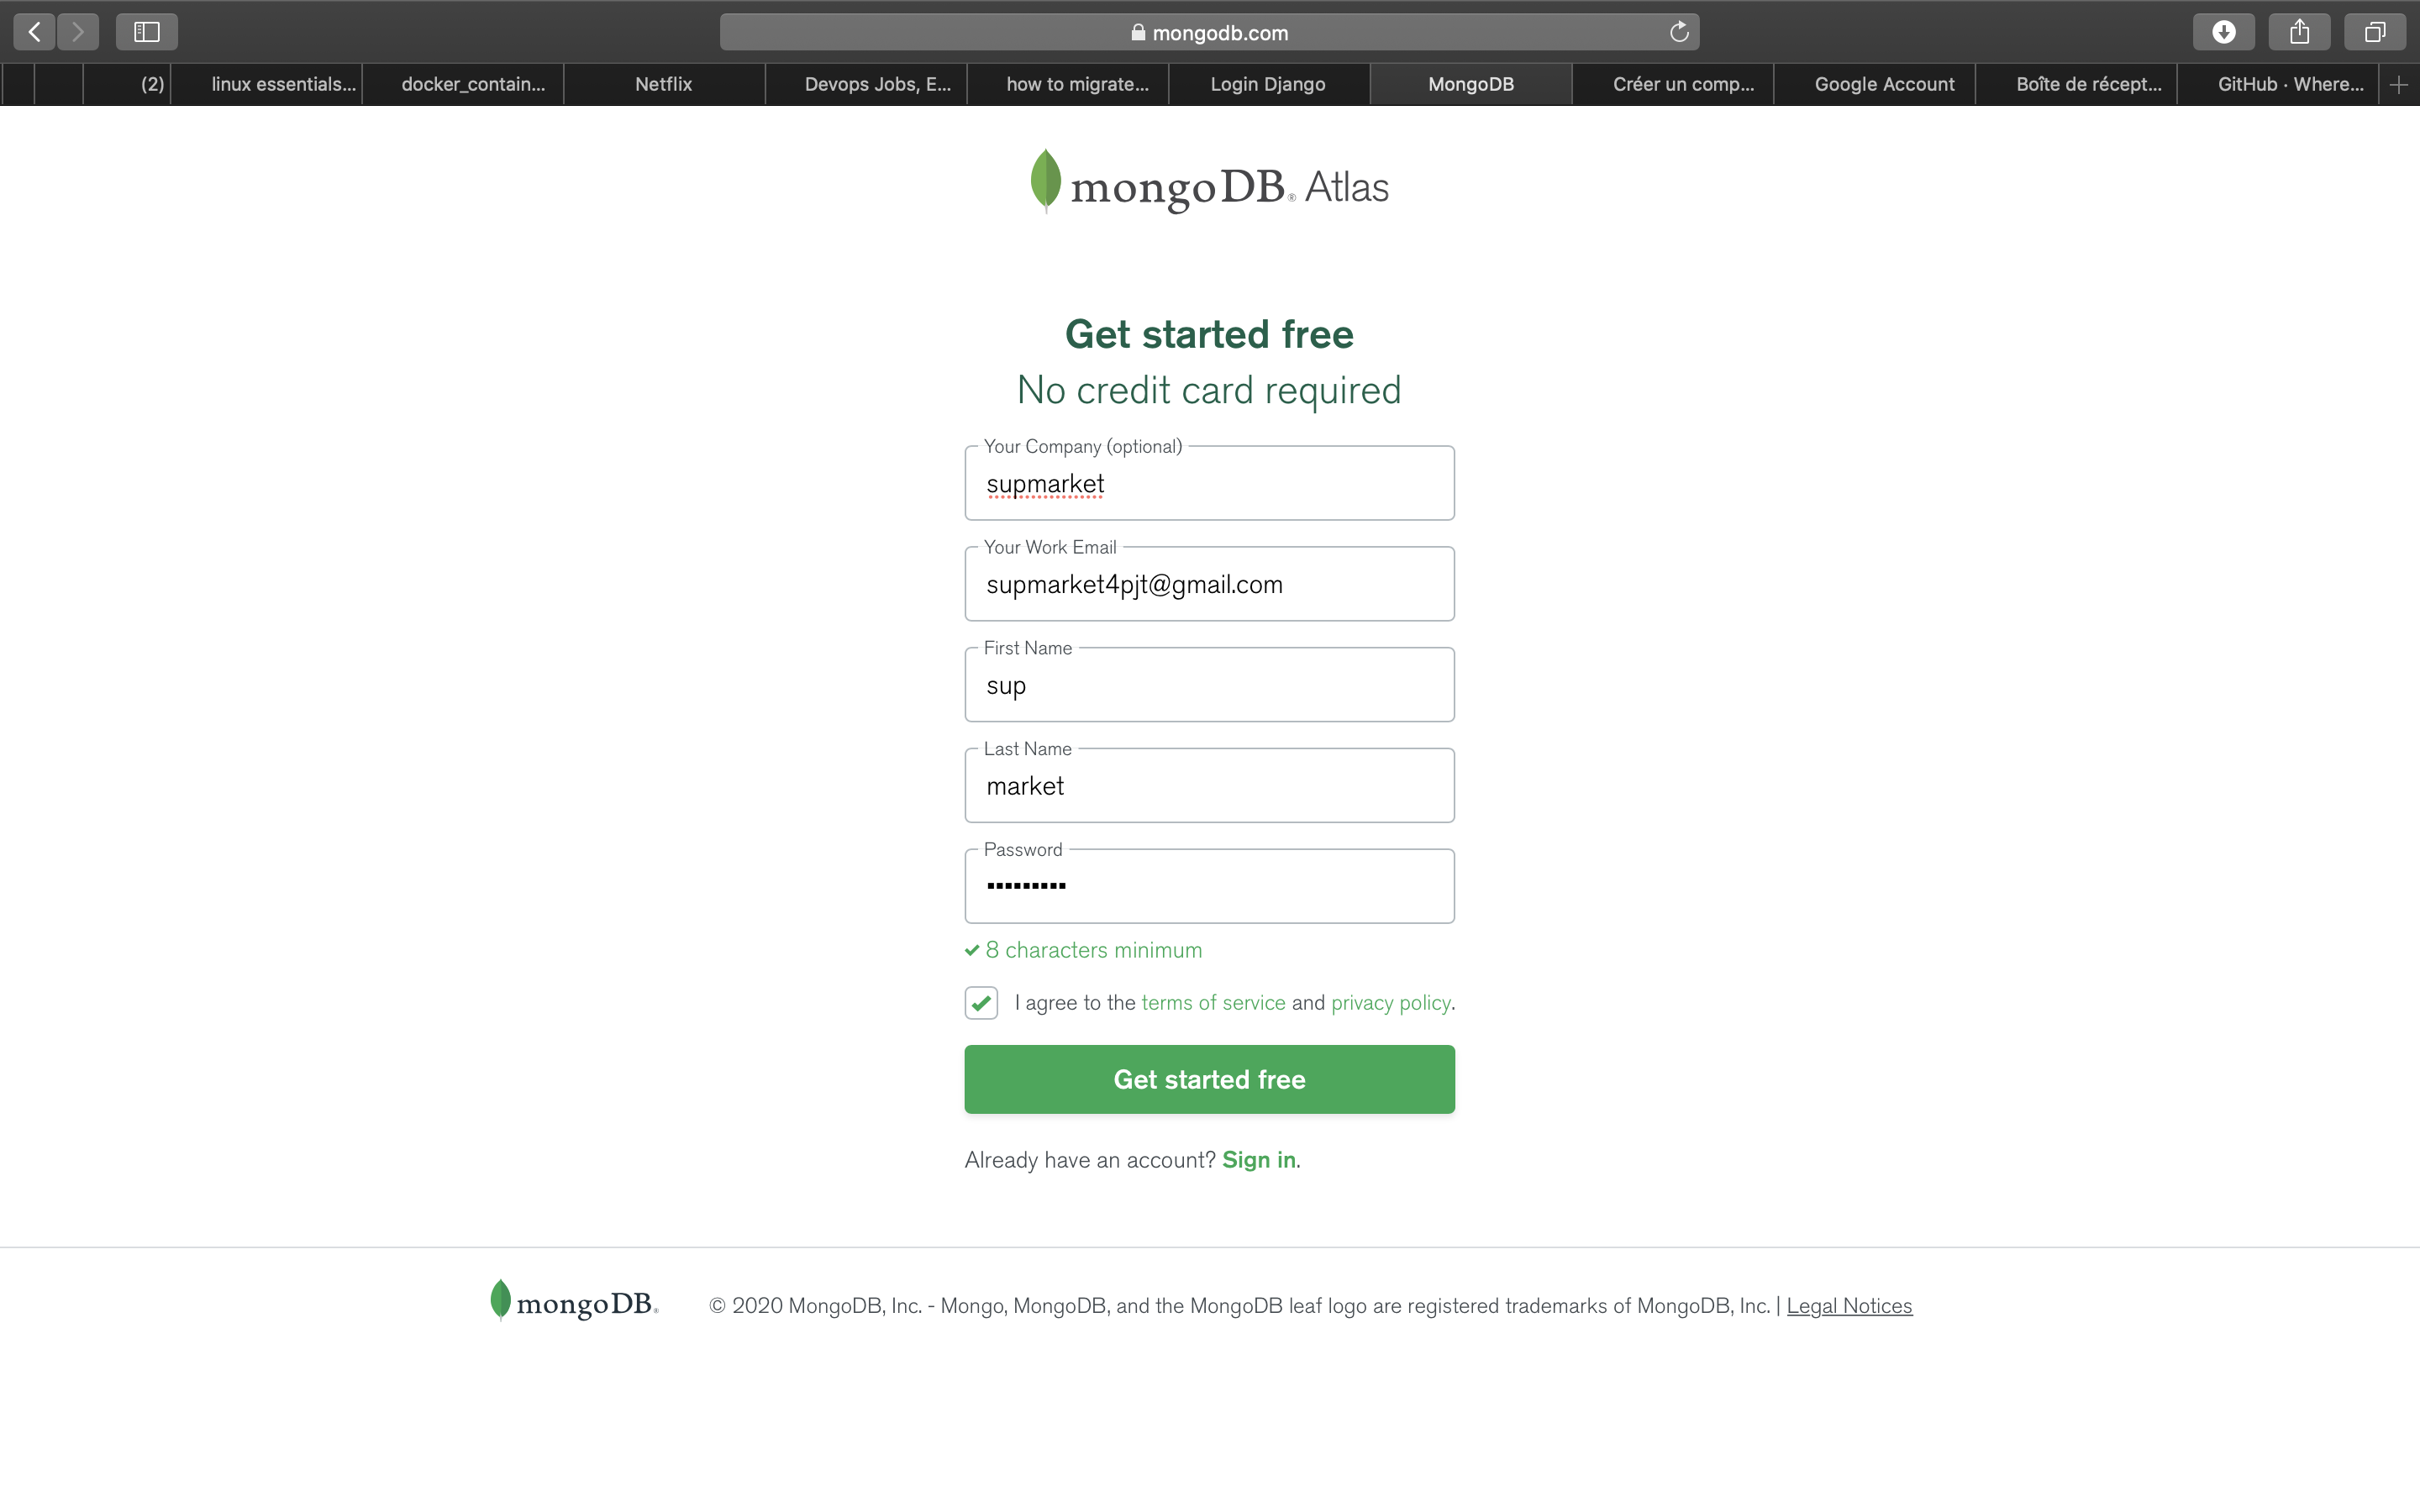 mongodb.com
(2) linux essentials... docker_contain... Netflix Devops Jobs, E... how to migrate... Login Django MongoDB Créer un comp... Google Account Boîte de récept... GitHub · Where...
mongoDB® Atlas
Get started free
No credit card required
Your Company (optional)
supmarket
Your Work Email
supmarket4pjt@gmail.com
First Name
sup
Last Name
market
Password
•••••••••
8 characters minimum
I agree to the terms of service and privacy policy.
Get started free
Already have an account? Sign in.
mongoDB® © 2020 MongoDB, Inc. - Mongo, MongoDB, and the MongoDB leaf logo are registered trademarks of MongoDB, Inc. | Legal Notices